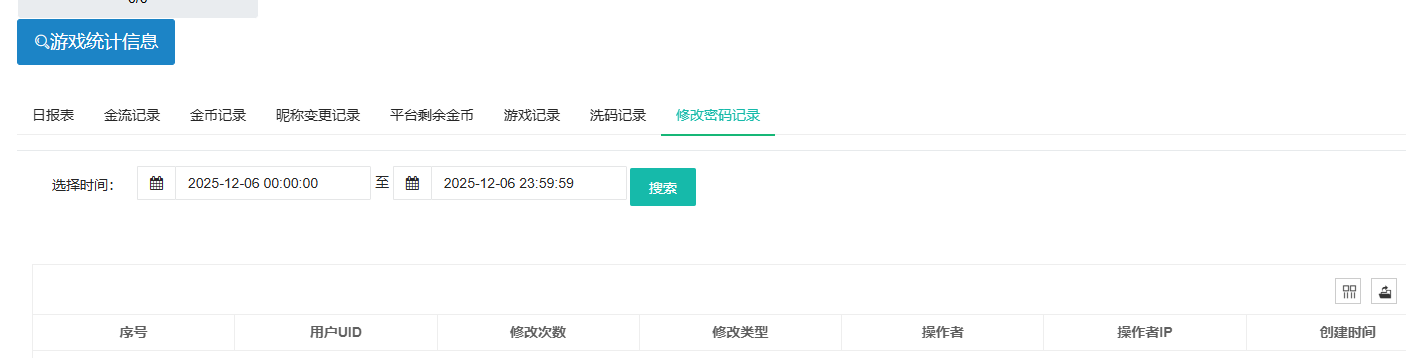 游戏统计信息
日报表 金流记录 金币记录 昵称变更记录 平台剩余金币 游戏记录 洗码记录 修改密码记录
选择时间: 2025-12-06 00:00:00 至 2025-12-06 23:59:59 搜索
序号 用户UID 修改次数 修改类型 操作者 操作者IP 创建时间